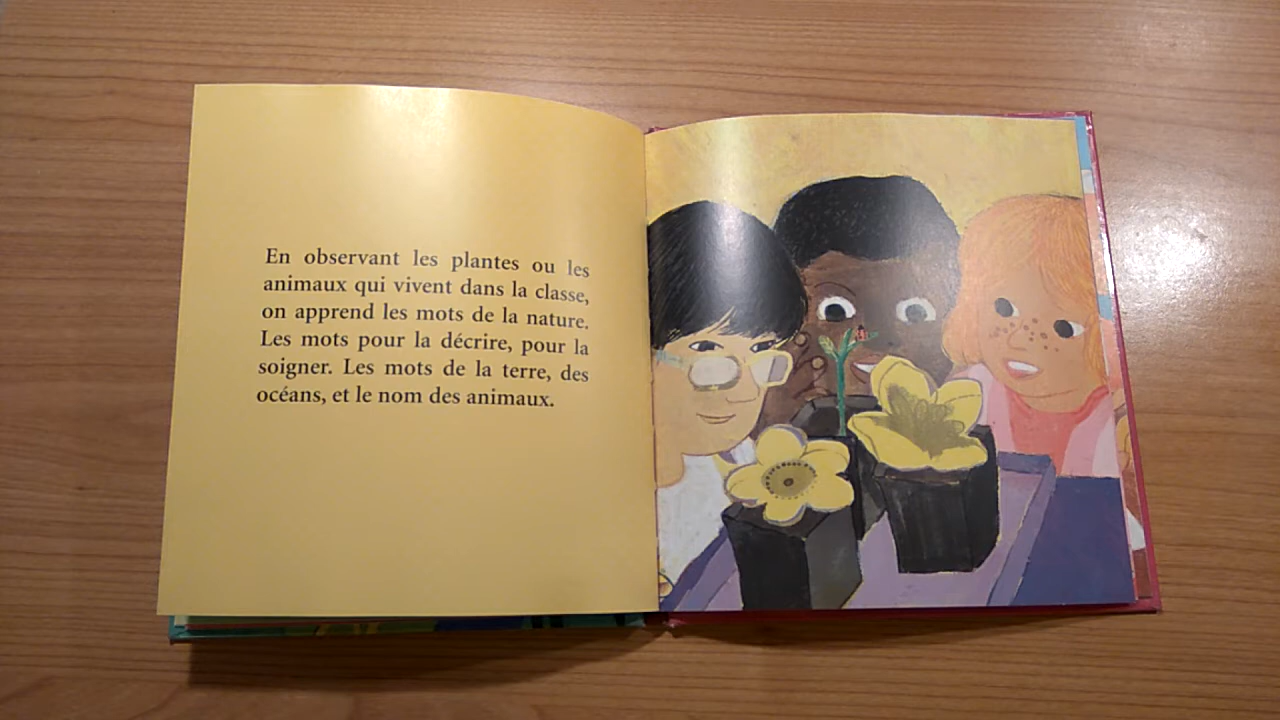 En observant les plantes ou les
animaux qui vivent dans la classe,
on apprend les mots de la nature.
Les mots pour la décrire, pour la
soigner. Les mots de la terre, des
océans, et le nom des animaux.